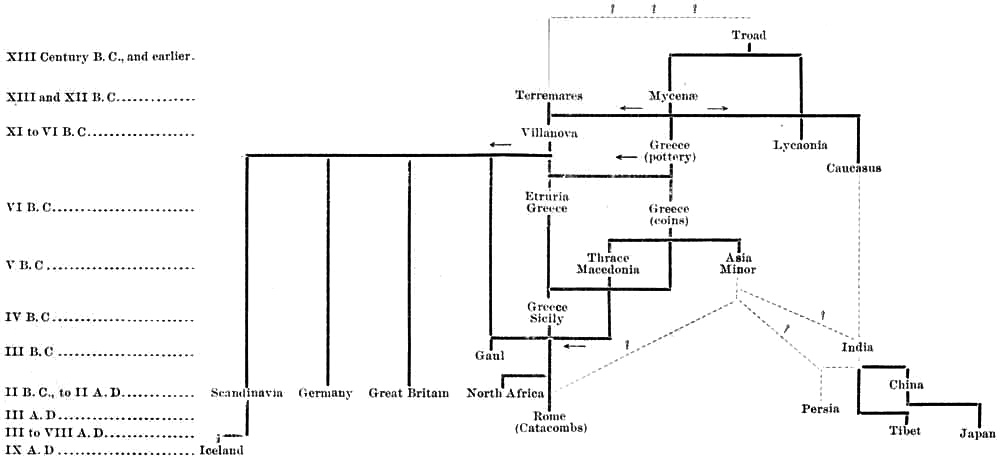 ? ? ?
Troad
XIII Century B. C., and earlier.
XIII and XII B. C.
Terremares
Mycenæ
XI to VI B. C.
Villanova
Greece
(pottery)
Lycaonia
Caucasus
VI B. C.
Etruria
Greece
Greece
(coins)
V B. C
Thrace
Macedonia
Asia
Minor
IV B. C
Greece
Sicily
?
?
?
III B. C
Gaul
India
II B. C., to II A. D.
Scandinavia
Germany
Great Britain
North Africa
China
III A. D.
Rome
(Catacombs)
Persia
III to VIII A. D.
Tibet
Japan
IX A. D
Iceland